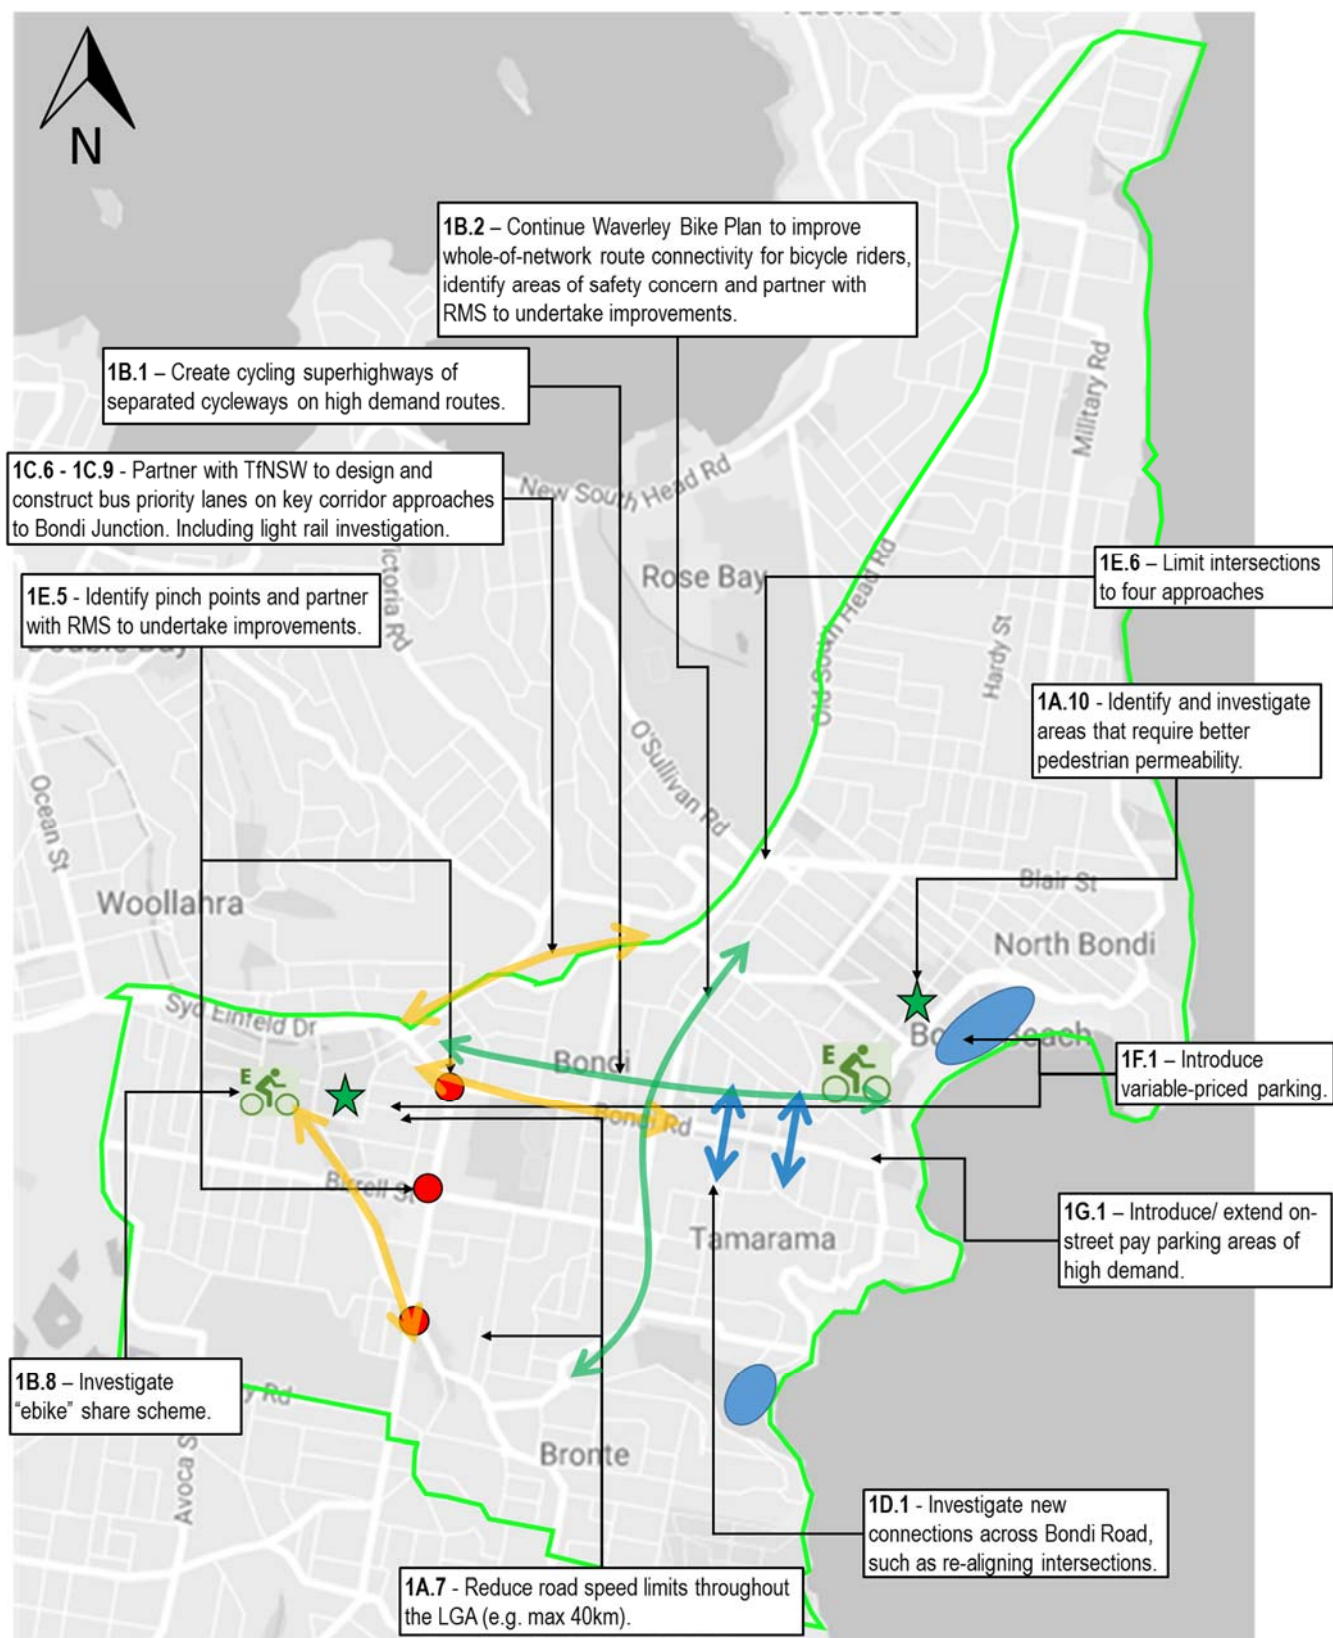 N
1B.2 – Continue Waverley Bike Plan to improve
whole-of-network route connectivity for bicycle riders,
identify areas of safety concern and partner with
RMS to undertake improvements.
Military Rd
1B.1 – Create cycling superhighways of
separated cycleways on high demand routes.
1C.6 - 1C.9 - Partner with TfNSW to design and
construct bus priority lanes on key corridor approaches
to Bondi Junction. Including light rail investigation.
New South Head Rd
ictoria Rd
Rose Bay
Old South Head Rd
1E.6 – Limit intersections
to four approaches
1E.5 - Identify pinch points and partner
with RMS to undertake improvements.
Hardy St
1A.10 - Identify and investigate
areas that require better
pedestrian permeability.
O'Sullivan Rd
Ocean St
Woollahra
Blair St
North Bondi
Syd Einfeld Dr
Bondi
Beach
E
E
1F.1 – Introduce
variable-priced parking.
Bondi Rd
Birrell St
Tamarama
1G.1 – Introduce/ extend on-
street pay parking areas of
high demand.
1B.8 – Investigate
“ebike” share scheme.
y Rd
Avoca S
Bronte
1D.1 - Investigate new
connections across Bondi Road,
such as re-aligning intersections.
1A.7 - Reduce road speed limits throughout
the LGA (e.g. max 40km).